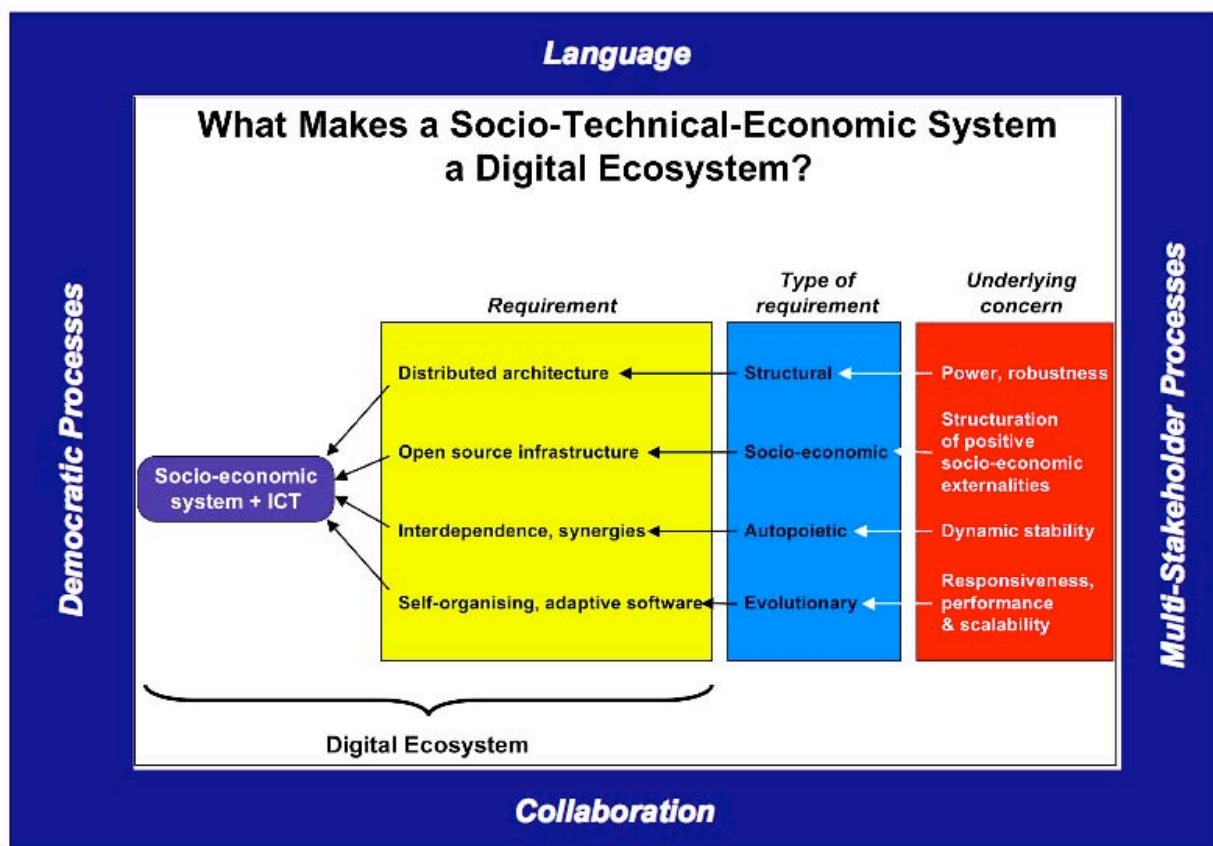 Language
What Makes a Socio-Technical-Economic System
a Digital Ecosystem?
Democratic Processes
Multi-Stakeholder Processes
Requirement
Type of
requirement
Underlying
concern
Distributed architecture
Structural
Power, robustness
Open source infrastructure
Socio-economic
Structuration
of positive
socio-economic
externalities
Socio-economic
system + ICT
Interdependence, synergies
Autopoietic
Dynamic stability
Self-organising, adaptive software
Evolutionary
Responsiveness,
performance
& scalability
Digital Ecosystem
Collaboration